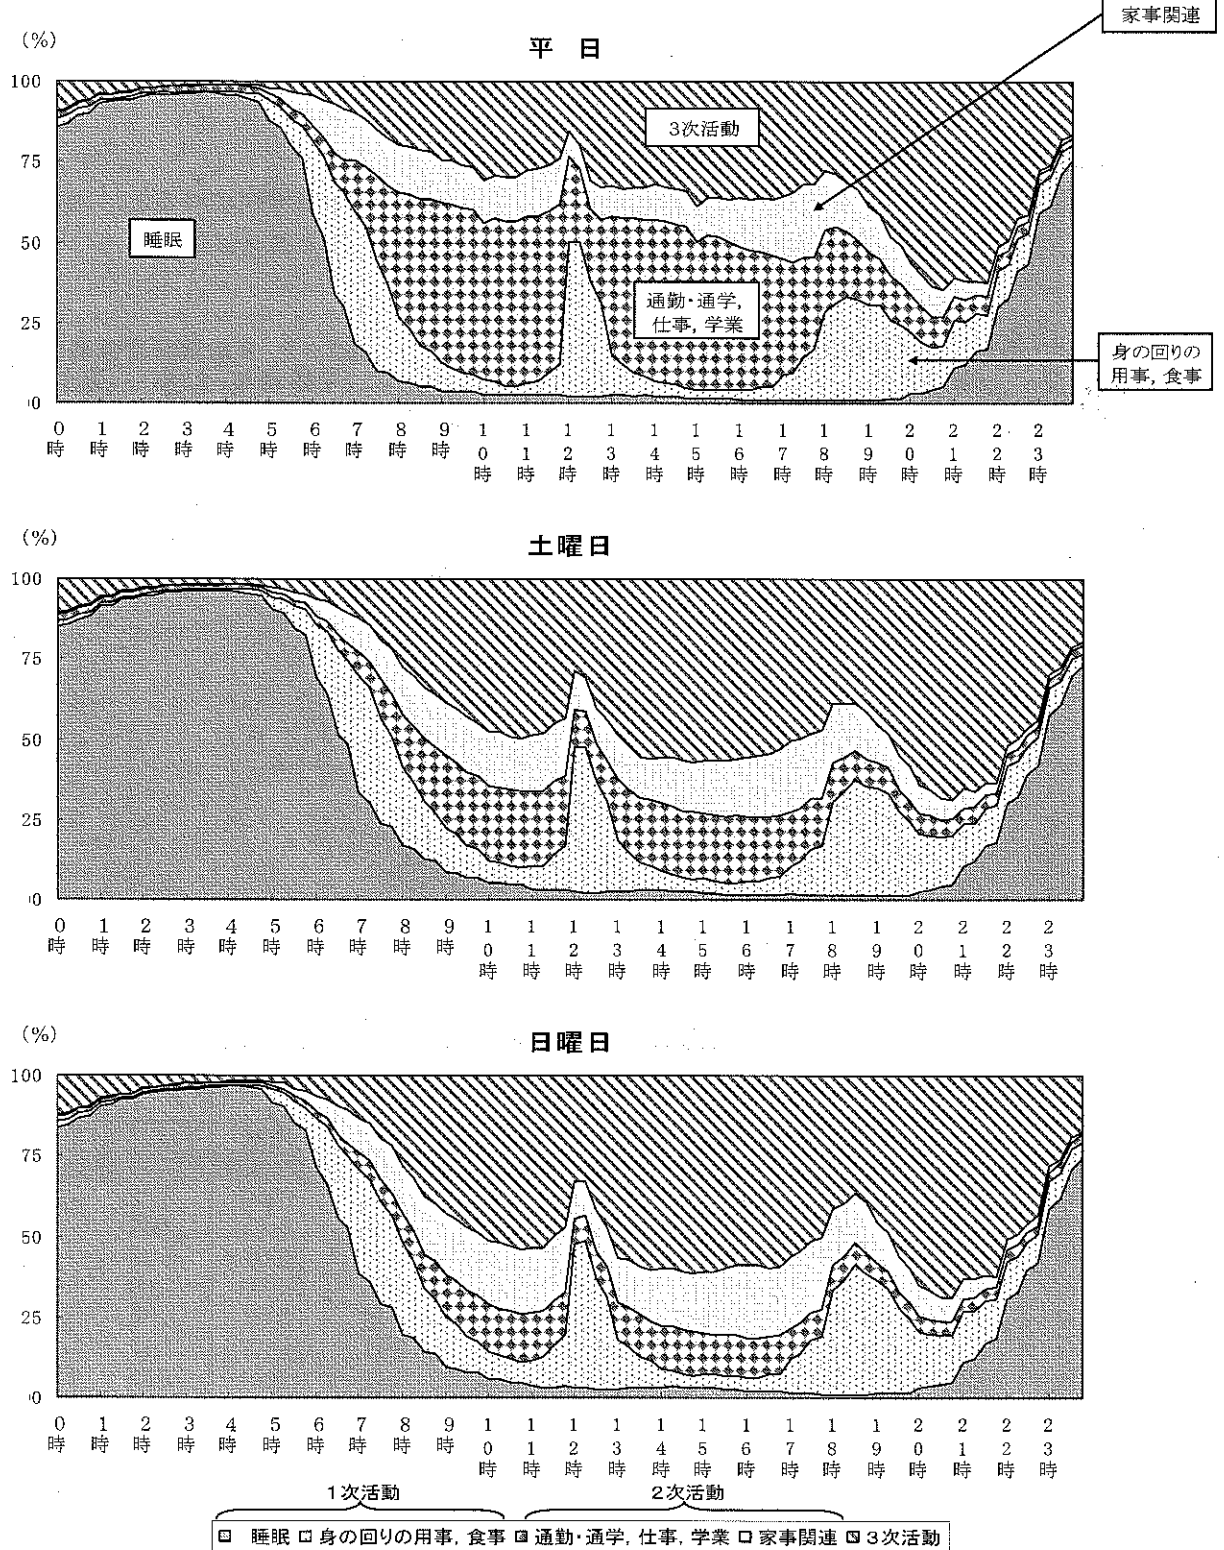 家事関連
(%)
平 日
100
75
50
25
0
3次活動
睡眠
通勤・通学,
仕事, 学業
身の回りの
用事, 食事
0時 1時 2時 3時 4時 5時 6時 7時 8時 9時 10時 11時 12時 13時 14時 15時 16時 17時 18時 19時 20時 21時 22時 23時
(%)
土曜日
100
75
50
25
0
0時 1時 2時 3時 4時 5時 6時 7時 8時 9時 10時 11時 12時 13時 14時 15時 16時 17時 18時 19時 20時 21時 22時 23時
(%)
日曜日
100
75
50
25
0
0時 1時 2時 3時 4時 5時 6時 7時 8時 9時 10時 11時 12時 13時 14時 15時 16時 17時 18時 19時 20時 21時 22時 23時
1次活動 2次活動
睡眠 身の回りの用事, 食事 通勤・通学, 仕事, 学業 家事関連 3次活動